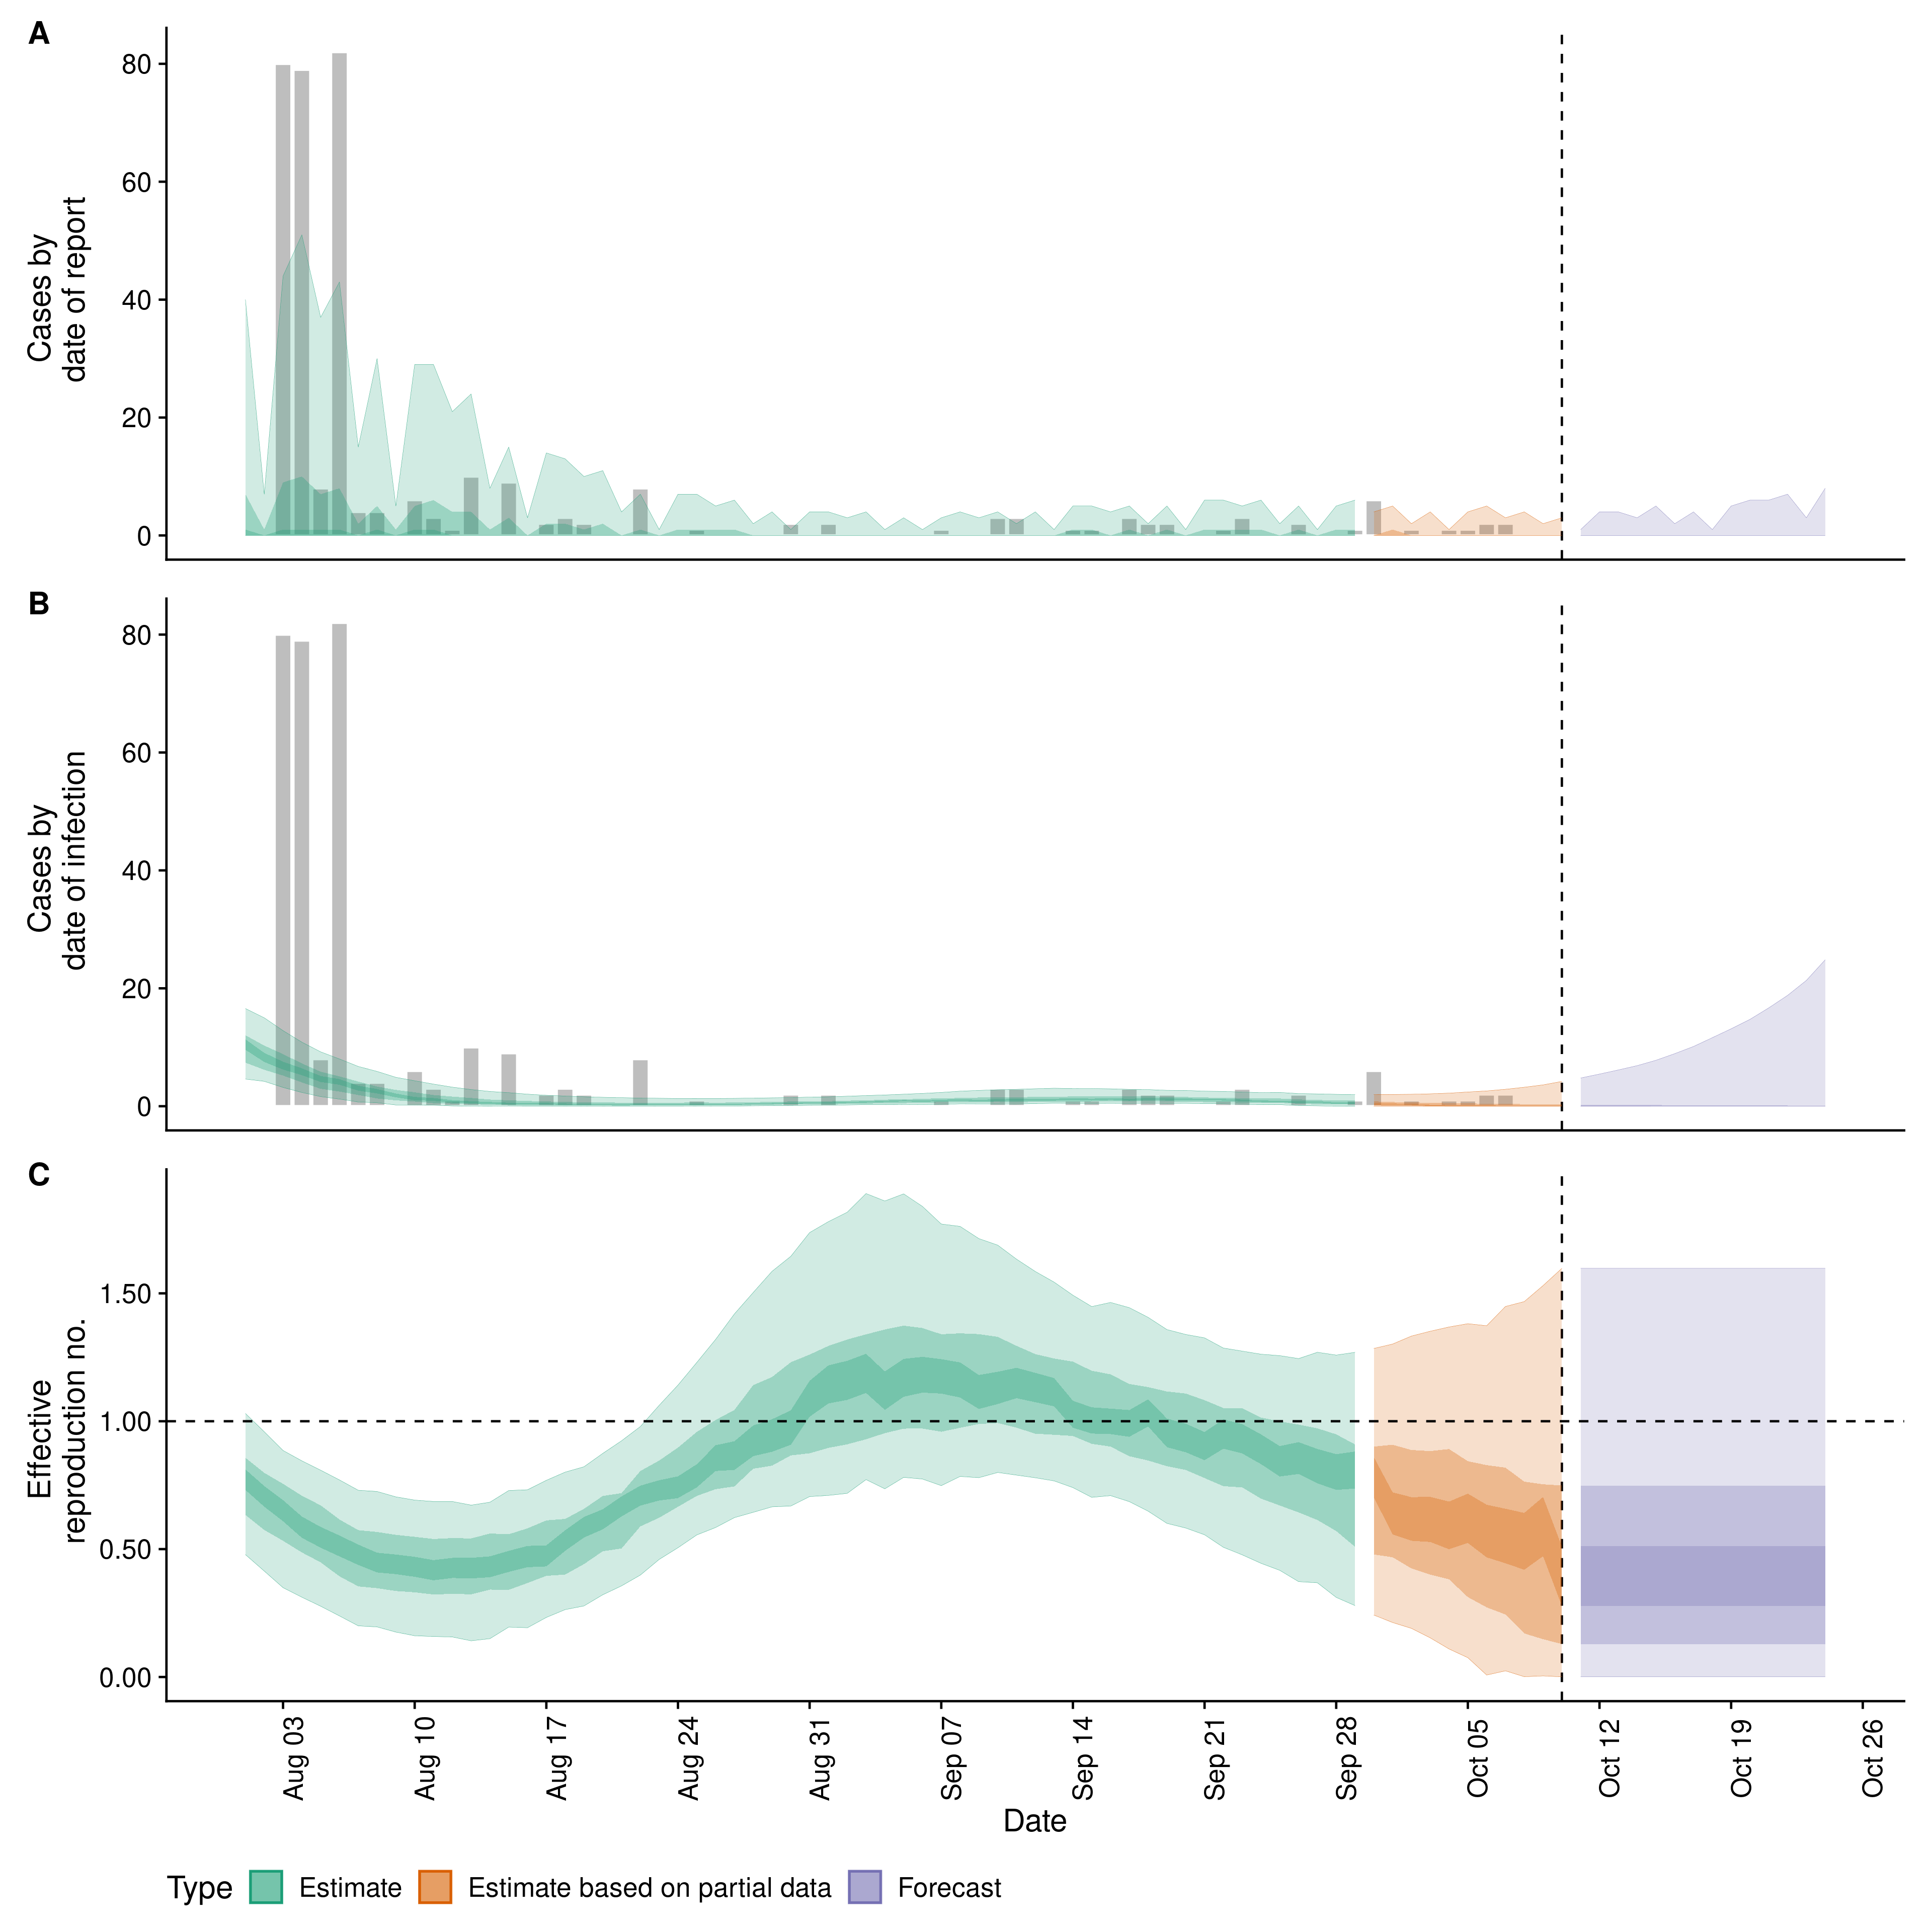 A
Cases by
date of report
80
60
40
20
0
B
Cases by
date of infection
80
60
40
20
0
C
Effective
reproduction no.
1.50
1.00
0.50
0.00
Aug 03
Aug 10
Aug 17
Aug 24
Aug 31
Sep 07
Sep 14
Sep 21
Sep 28
Oct 05
Oct 12
Oct 19
Oct 26
Date
Type Estimate Estimate based on partial data Forecast